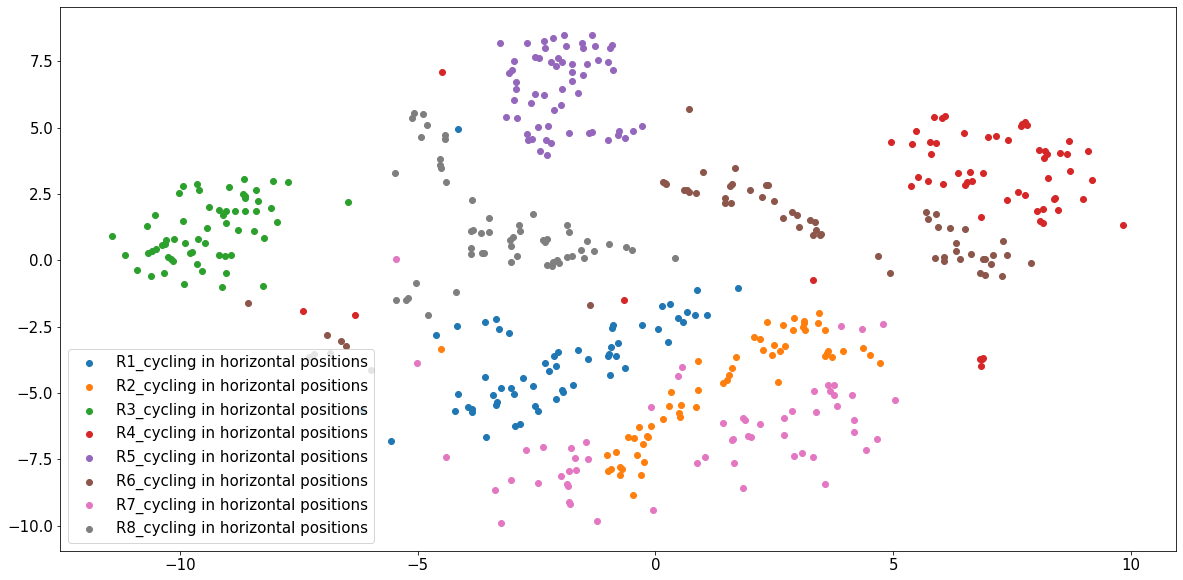 7.5
5.0
2.5
0.0
−2.5
−5.0
−7.5
−10.0
R1_cycling in horizontal positions
R2_cycling in horizontal positions
R3_cycling in horizontal positions
R4_cycling in horizontal positions
R5_cycling in horizontal positions
R6_cycling in horizontal positions
R7_cycling in horizontal positions
R8_cycling in horizontal positions
−10 −5 0 5 10